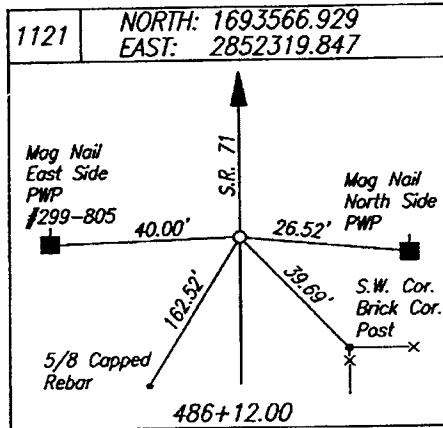 1121
NORTH: 1693566.929
EAST: 2852319.847
S.R. 71
Mag Nail
East Side
PWP
#299-805
40.00'
26.52'
Mag Nail
North Side
PWP
162.52'
39.69'
S.W. Cor.
Brick Cor.
Post
5/8 Capped
Rebar
486+12.00